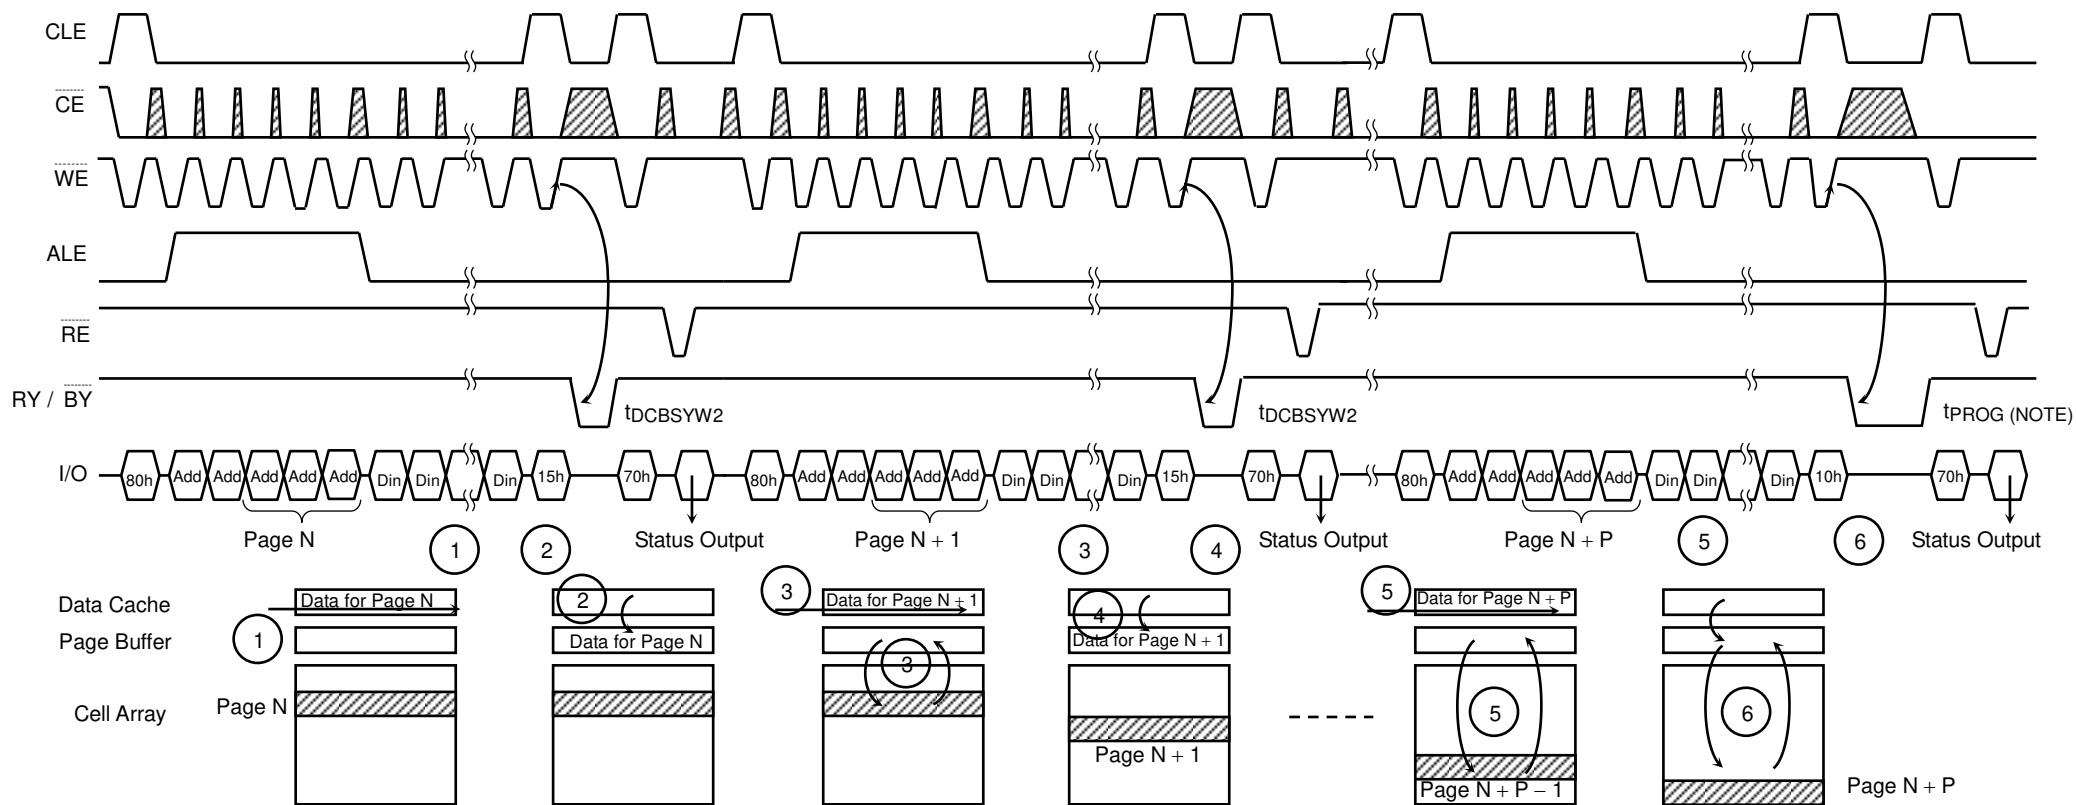 CLE
CE
WE
ALE
RE
RY / BY
tDCBSYW2
tDCBSYW2
tPROG (NOTE)
I/O
80h Add Add Add Add Add Din Din Din 15h 70h 80h Add Add Add Add Add Din Din Din 15h 70h 80h Add Add Add Add Add Din Din Din 10h 70h
Page N
1
2
Status Output
Page N + 1
3
4
Status Output
Page N + P
5
6
Status Output
Data Cache
Data for Page N
2
3
Data for Page N + 1
4
5
Data for Page N + P
Page Buffer
1
Data for Page N
3
Data for Page N + 1
Cell Array
Page N
Page N + 1
5
Page N + P − 1
6
Page N + P